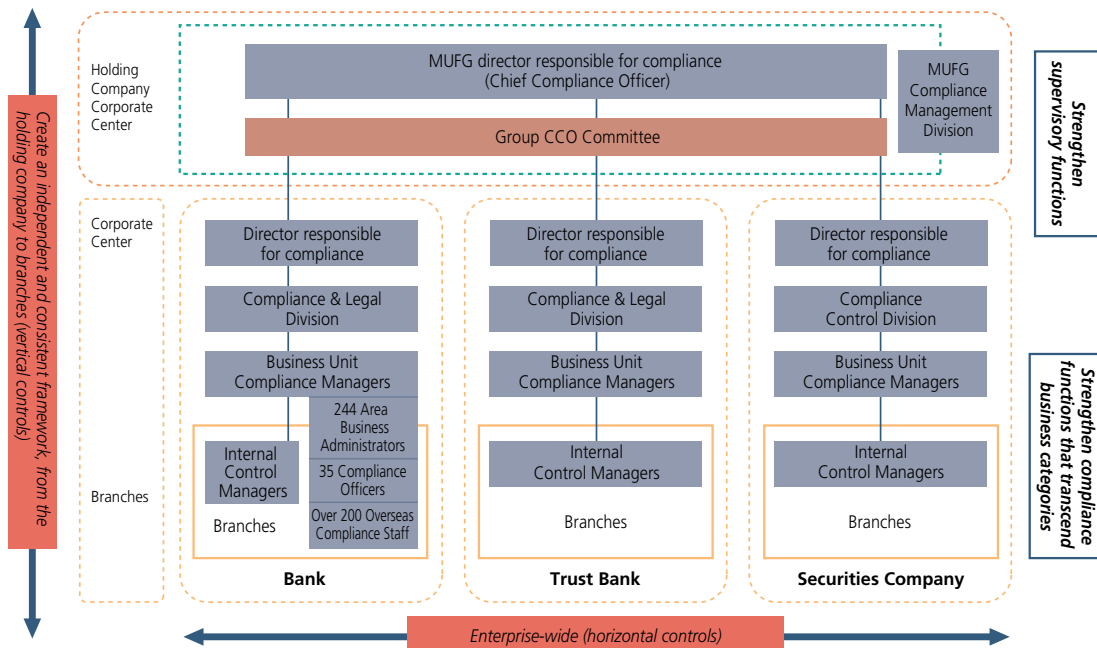 Create an independent and consistent framework, from the
holding company to branches (vertical controls)
Holding
Company
Corporate
Center
MUFG director responsible for compliance
(Chief Compliance Officer)
Group CCO Committee
MUFG
Compliance
Management
Division
Strengthen
supervisory functions
Corporate
Center
Branches
Director responsible
for compliance
Compliance & Legal
Division
Business Unit
Compliance Managers
244 Area
Business
Administrators
Internal
Control
Managers
35 Compliance
Officers
Over 200 Overseas
Compliance Staff
Branches
Bank
Director responsible
for compliance
Compliance & Legal
Division
Business Unit
Compliance Managers
Internal
Control Managers
Branches
Trust Bank
Director responsible
for compliance
Compliance
Control Division
Business Unit
Compliance Managers
Internal
Control Managers
Branches
Securities Company
Strengthen compliance
functions that transcend
business categories
Enterprise-wide (horizontal controls)